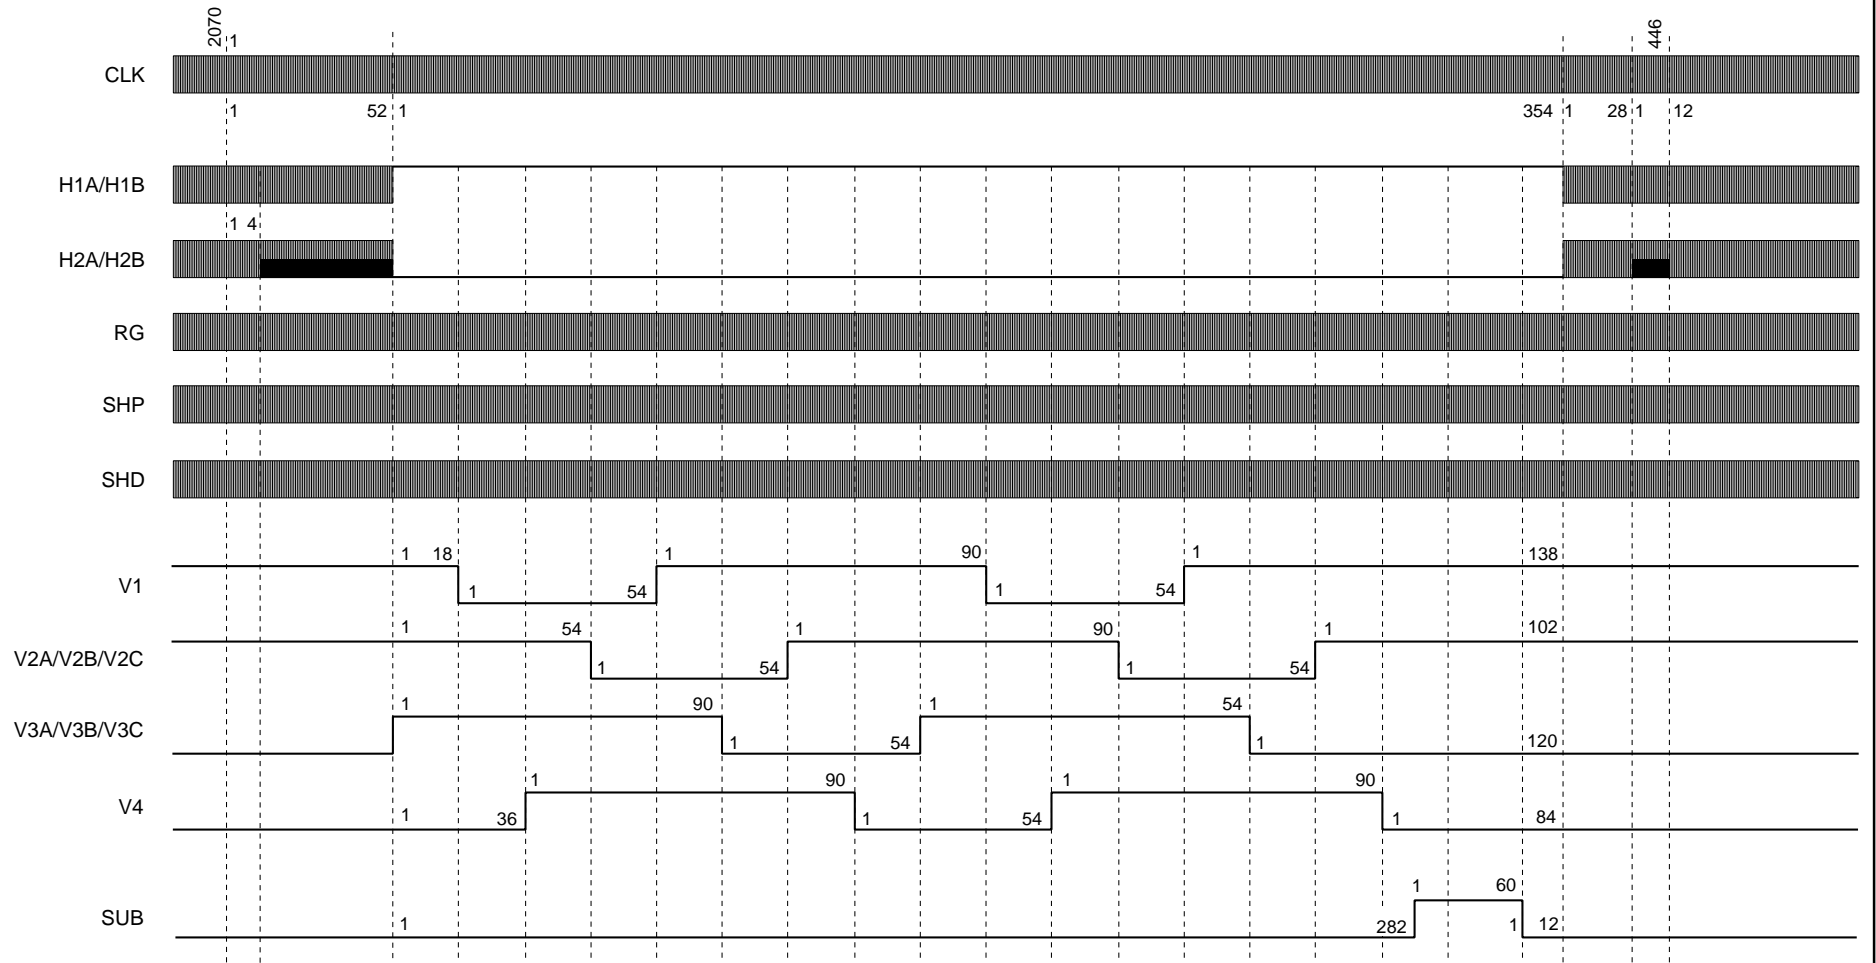 2070
1
446
CLK
1
52
1
354
1
28
1
12
H1A/H1B
1 4
H2A/H2B
RG
SHP
SHD
1 18 1 90 1 138
V1
1 54 1 54
1 54 1 90 1 102
V2A/V2B/V2C
1 54 1 54
1 90 1 54
V3A/V3B/V3C
1 54 1 120
1 90 1 90
V4
1 36 1 54 1 84
1 60
SUB
1 282 1 12